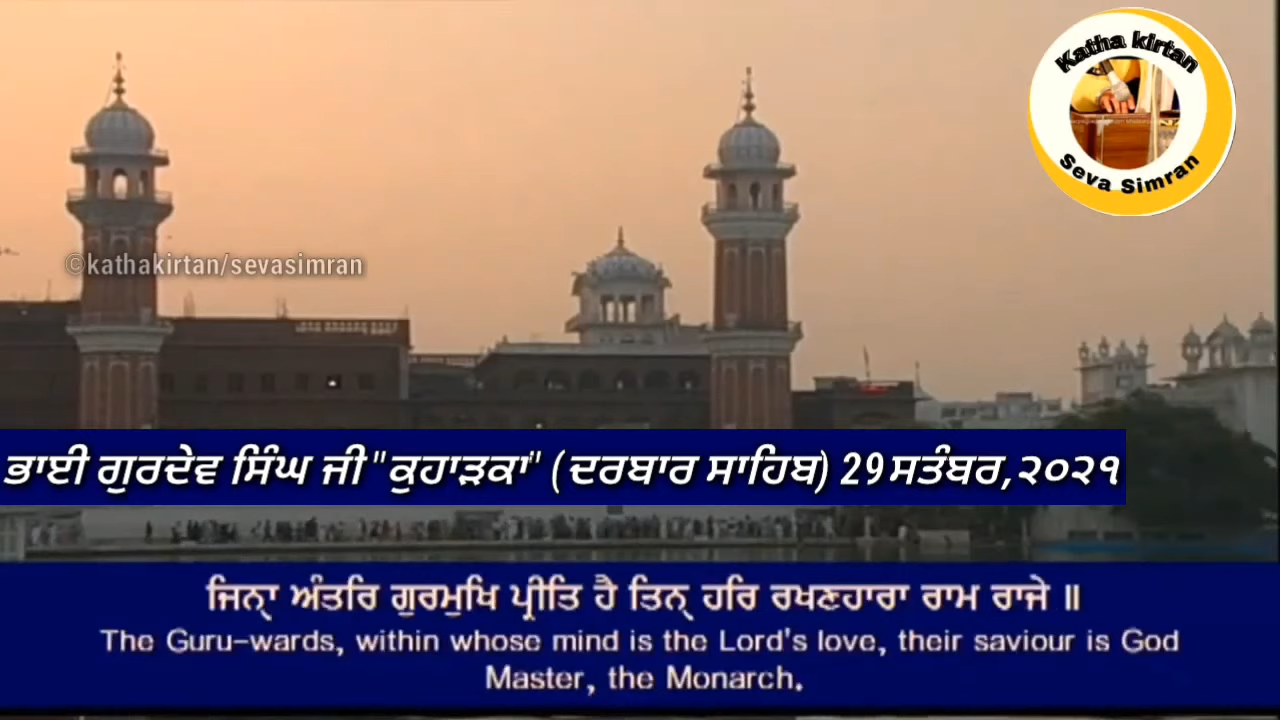 Katha kirtan
Seva Simran
©kathakirtan/sevasimran
ਭਾਈ ਗੁਰਦੇਵ ਸਿੰਘ ਜੀ "ਕੁਹਾੜਕਾ" (ਦਰਬਾਰ ਸਾਹਿਬ) 29 ਸਤੰਬਰ,੨੦੨੧
ਜਿਨੑਾ ਅੰਤਰਿ ਗੁਰਮੁਖਿ ਪ੍ਰੀਤਿ ਹੈ ਤਿਨੑ ਹਰਿ ਰਖਣਹਾਰਾ ਰਾਮ ਰਾਜੇ ॥
The Guru-wards, within whose mind is the Lord's love, their saviour is God
Master, the Monarch.